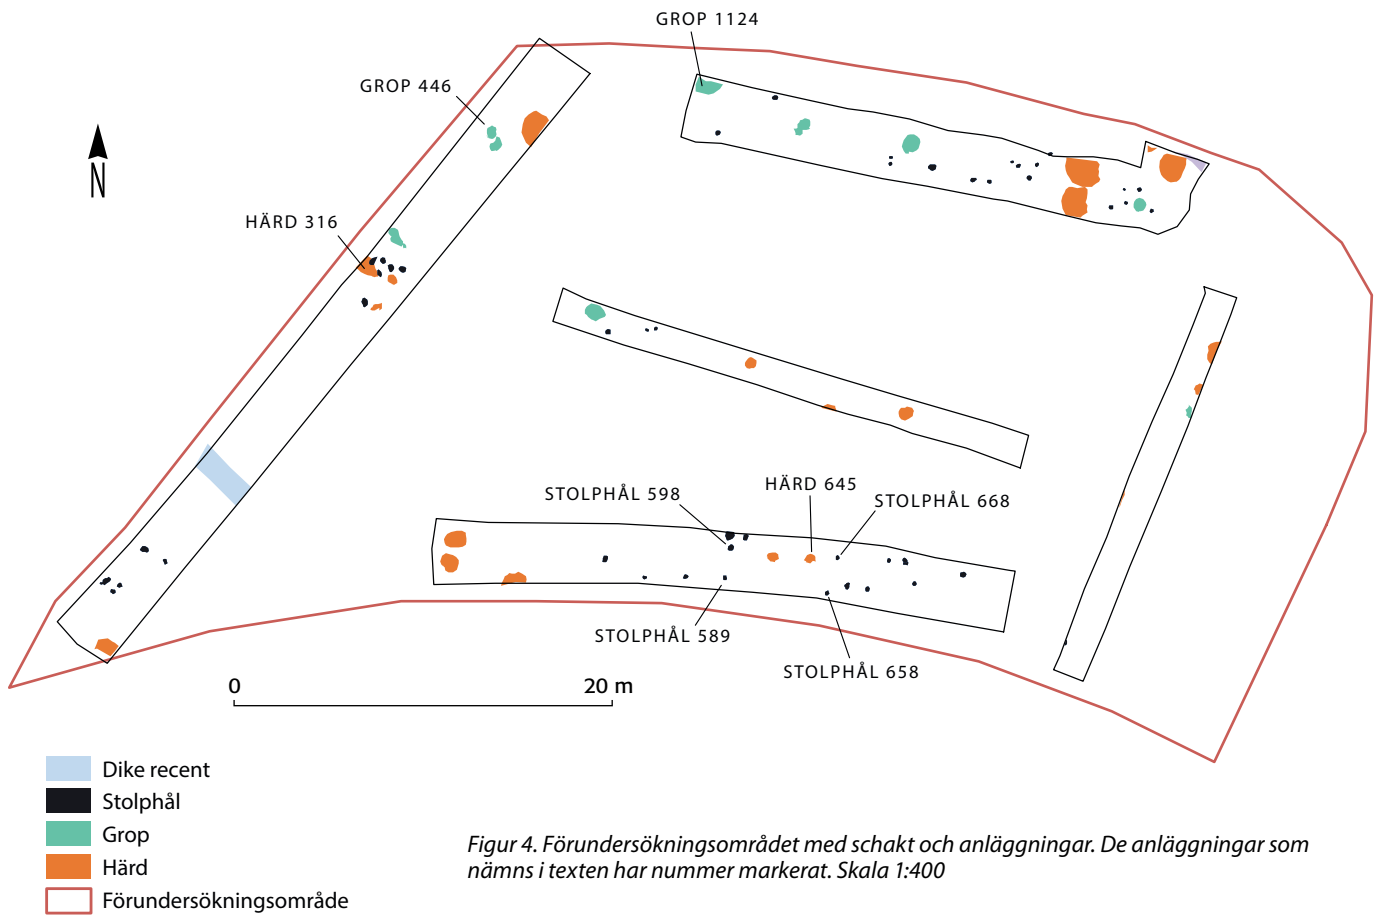 GROP 1124
GROP 446
N
HÄRD 316
STOLPHÅL 598
HÄRD 645
STOLPHÅL 668
STOLPHÅL 589
STOLPHÅL 658
0 20 m
Dike recent
Stolphål
Grop
Härd
Förundersökningsområde
Figur 4. Förundersökningsområdet med schakt och anläggningar. De anläggningar som
nämns i texten har nummer markerat. Skala 1:400